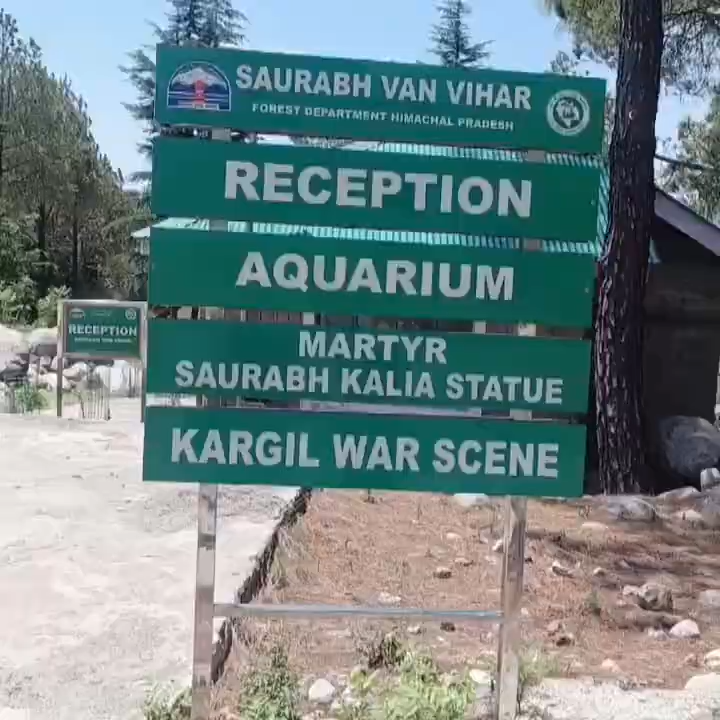 SAURABH VAN VIHAR
FOREST DEPARTMENT HIMACHAL PRADESH
RECEPTION
AQUARIUM
MARTYR
SAURABH KALIA STATUE
KARGIL WAR SCENE
RECEPTION